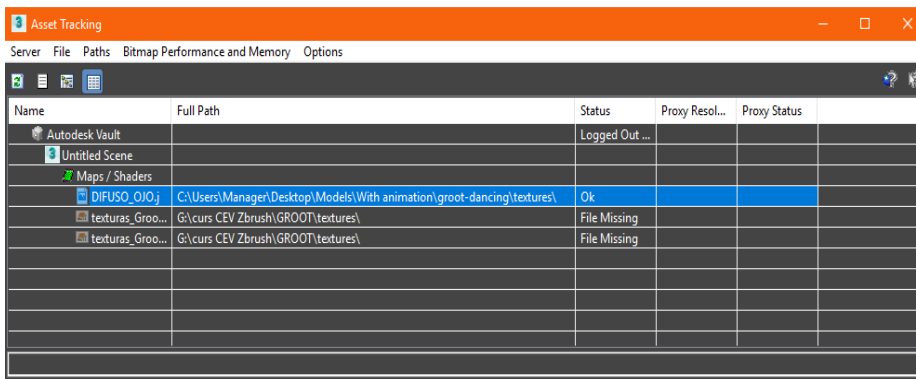 Asset Tracking
Server File Paths Bitmap Performance and Memory Options
Name Full Path Status Proxy Resol... Proxy Status
Autodesk Vault Logged Out ...
Untitled Scene
Maps / Shaders
DIFUSO_OJO.j C:\Users\Manager\Desktop\Models\With animation\groot-dancing\textures\ Ok
texturas_Groo... G:\curs CEV Zbrush\GROOT\textures\ File Missing
texturas_Groo... G:\curs CEV Zbrush\GROOT\textures\ File Missing